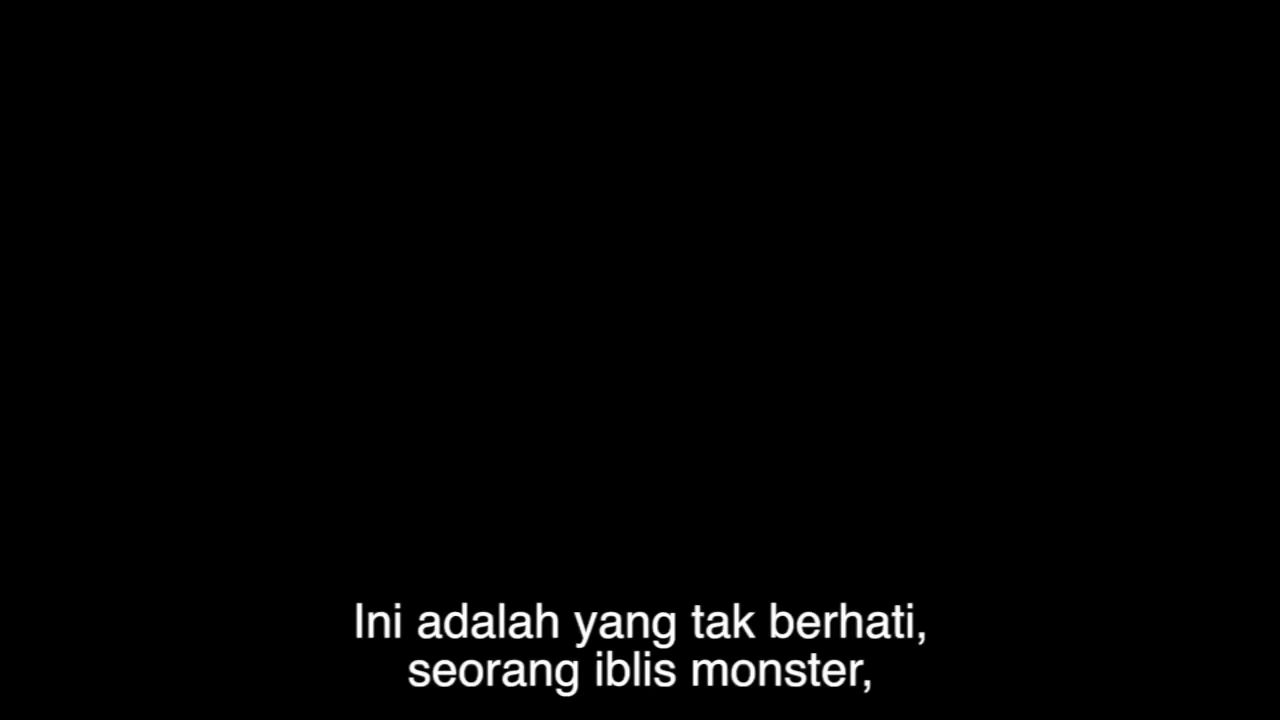 Ini adalah yang tak berhati,
seorang iblis monster,